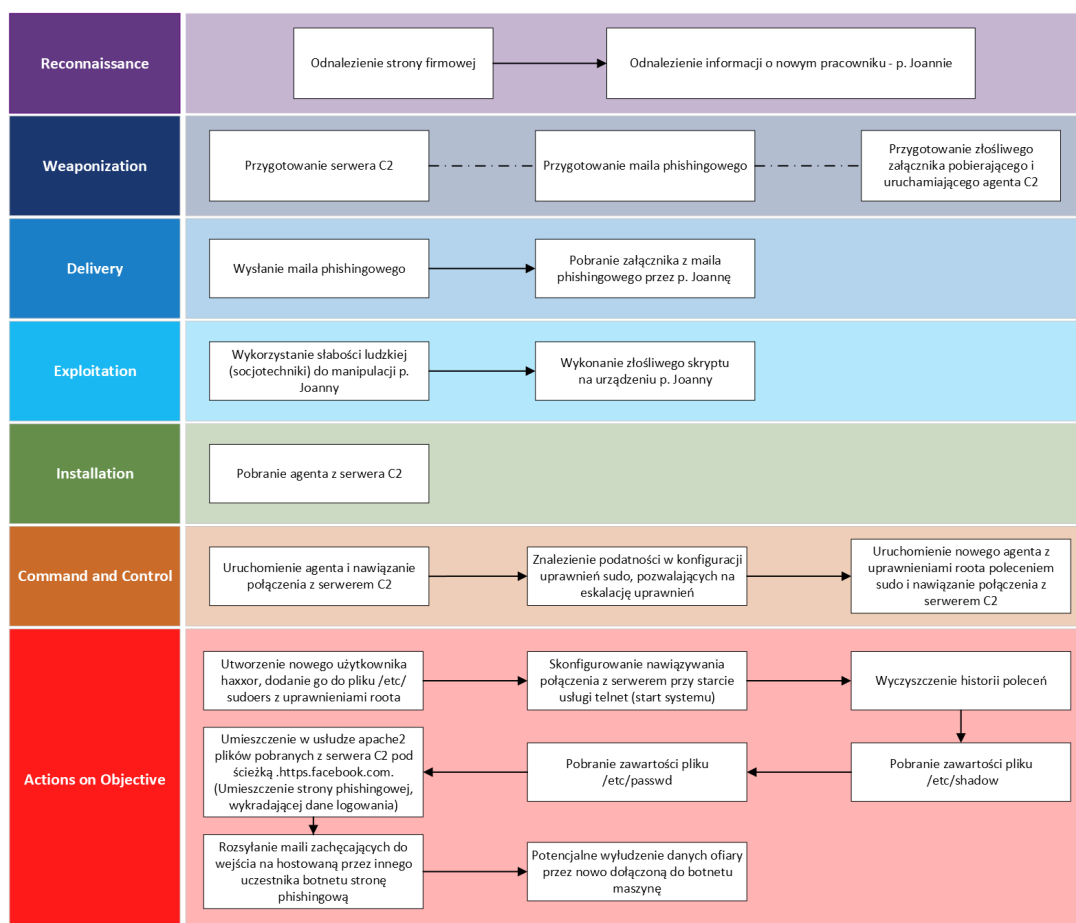 Reconnaissance
Odnalezienie strony firmowej
Odnalezienie informacji o nowym pracowniku - p. Joannie
Weaponization
Przygotowanie serwera C2
Przygotowanie maila phishingowego
Przygotowanie złośliwego
załącznika pobierającego i
uruchamiającego agenta C2
Delivery
Wysłanie maila phishingowego
Pobranie załącznika z maila
phishingowego przez p. Joannę
Exploitation
Wykorzystanie słabości ludzkiej
(socjotechniki) do manipulacji p.
Joanny
Wykonanie złośliwego skryptu
na urządzeniu p. Joanny
Installation
Pobranie agenta z serwera C2
Command and Control
Uruchomienie agenta i nawiązanie
połączenia z serwerem C2
Znalezienie podatności w konfiguracji
uprawnień sudo, pozwalających na
eskalację uprawnień
Uruchomienie nowego agenta z
uprawnieniami roota poleceniem
sudo i nawiązanie połączenia z
serwerem C2
Actions on Objective
Utworzenie nowego użytkownika
haxxor, dodanie go do pliku /etc/
sudoers z uprawnieniami roota
Skonfigurowanie nawiązywania
połączenia z serwerem przy starcie
usługi telnet (start systemu)
Wyczyszczenie historii poleceń
Pobranie zawartości pliku
/etc/shadow
Pobranie zawartości pliku
/etc/passwd
Umieszczenie w usłudze apache2
plików pobranych z serwera C2 pod
ścieżką .https.facebook.com.
(Umieszczenie strony phishingowej,
wykradającej dane logowania)
Rozsyłanie maili zachęcających do
wejścia na hostowaną przez innego
uczestnika botnetu stronę
phishingową
Potencjalne wyłudzenie danych ofiary
przez nowo dołączoną do botnetu
maszynę